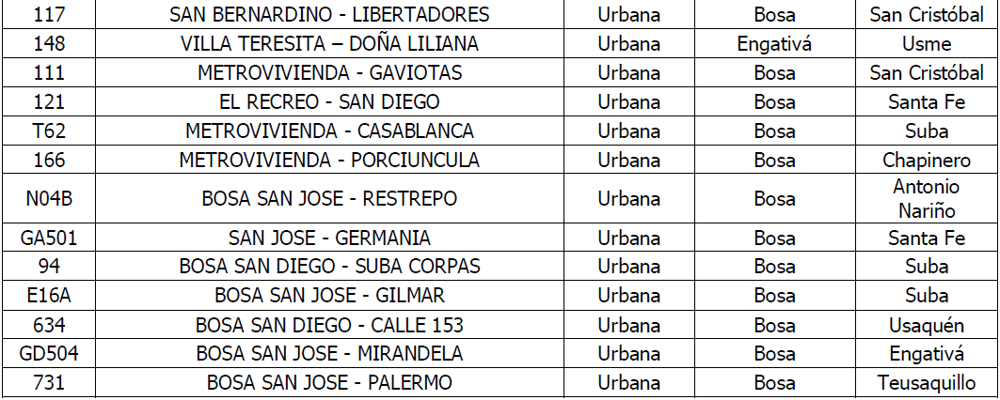 117 SAN BERNARDINO - LIBERTADORES Urbana Bosa San Cristóbal
148 VILLA TERESITA – DOÑA LILIANA Urbana Engativá Usme
111 METROVIVIENDA - GAVIOTAS Urbana Bosa San Cristóbal
121 EL RECREO - SAN DIEGO Urbana Bosa Santa Fe
T62 METROVIVIENDA - CASABLANCA Urbana Bosa Suba
166 METROVIVIENDA - PORCIUNCULA Urbana Bosa Chapinero
N04B BOSA SAN JOSE - RESTREPO Urbana Bosa Antonio
Nariño
GA501 SAN JOSE - GERMANIA Urbana Bosa Santa Fe
94 BOSA SAN DIEGO - SUBA CORPAS Urbana Bosa Suba
E16A BOSA SAN JOSE - GILMAR Urbana Bosa Suba
634 BOSA SAN DIEGO - CALLE 153 Urbana Bosa Usaquén
GD504 BOSA SAN JOSE - MIRANDELA Urbana Bosa Engativá
731 BOSA SAN JOSE - PALERMO Urbana Bosa Teusaquillo